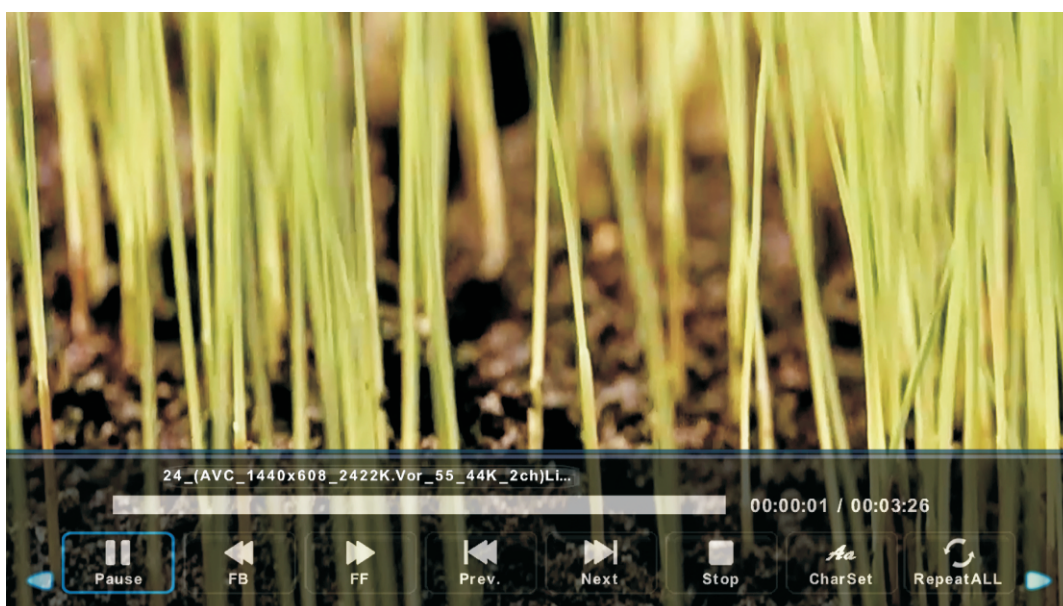 24_(AVC_1440x608_2422K.Vor_55_44K_2ch)Li...
00:00:01 / 00:03:26
Pause FB FF Prev. Next Stop Aa CharSet RepeatALL